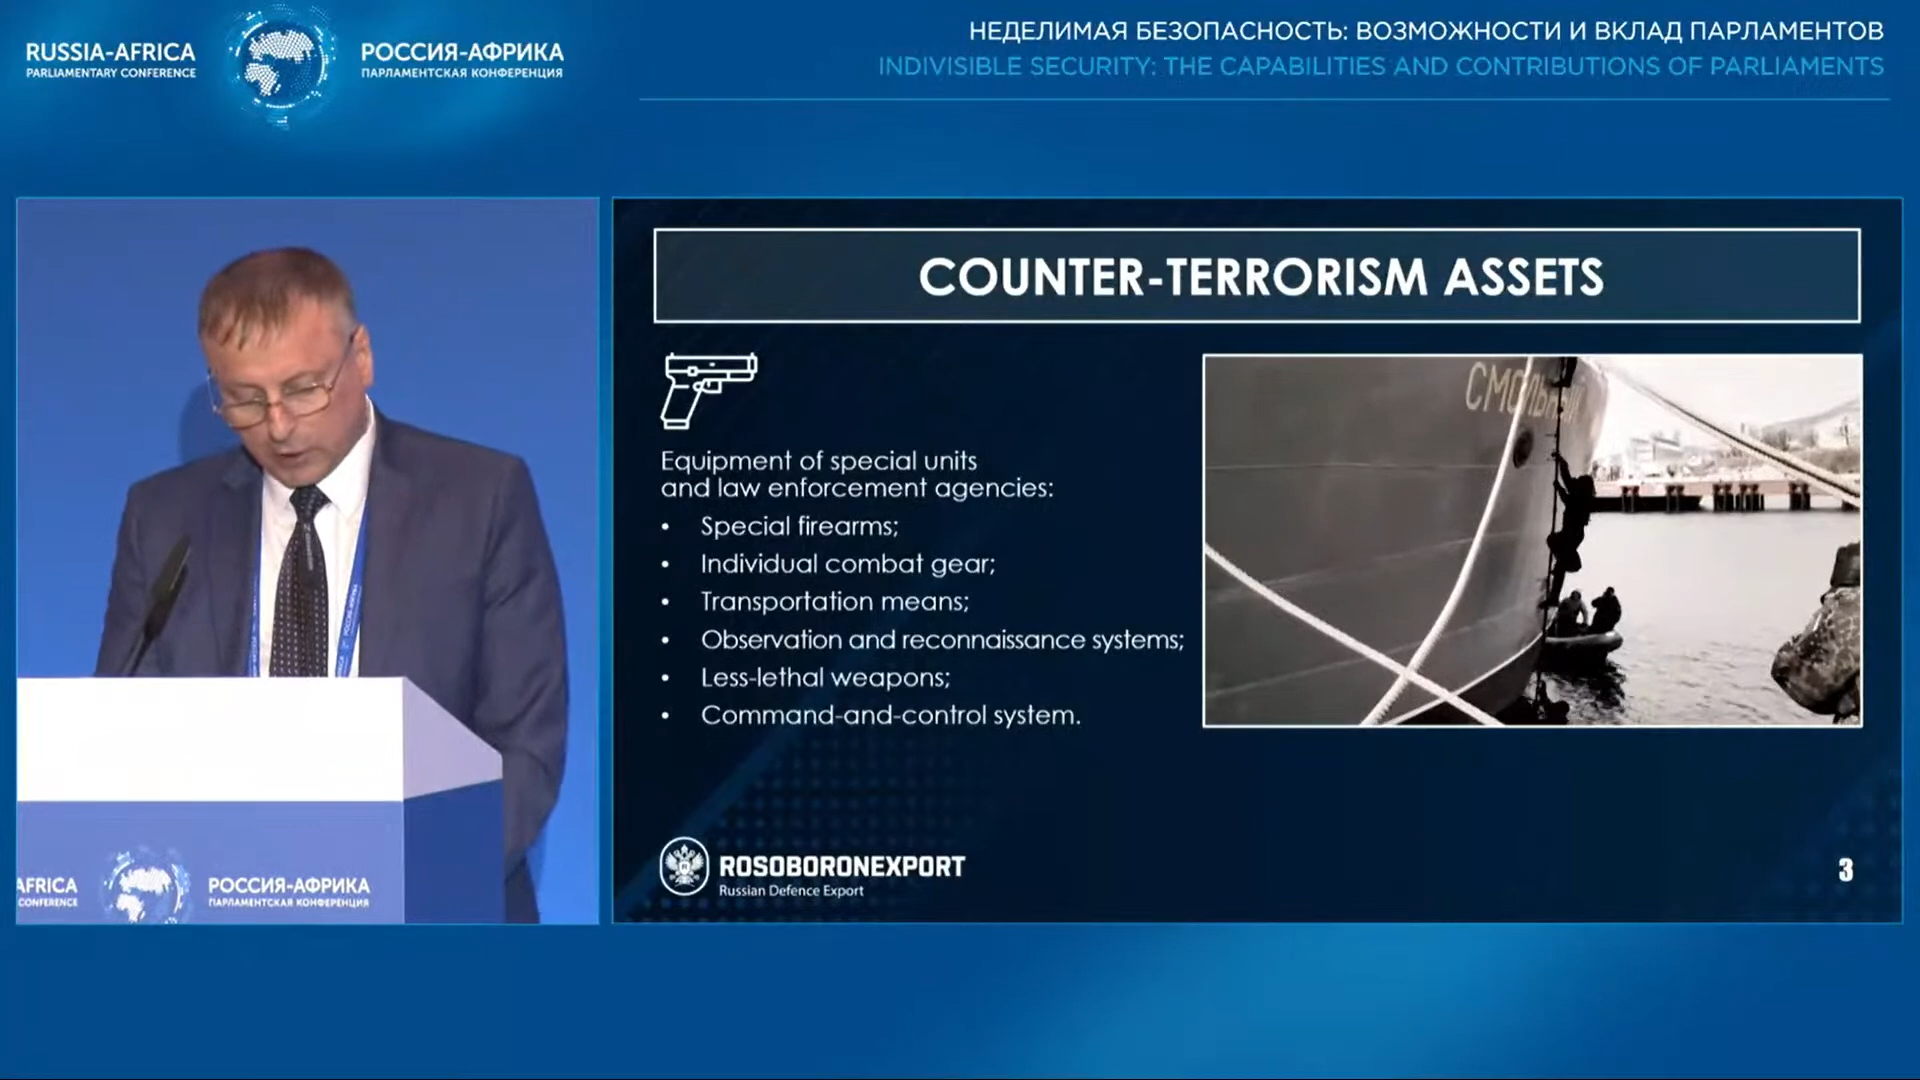 RUSSIA-AFRICA
PARLIAMENTARY CONFERENCE
РОССИЯ-АФРИКА
ПАРЛАМЕНТСКАЯ КОНФЕРЕНЦИЯ
НЕДЕЛИМАЯ БЕЗОПАСНОСТЬ: ВОЗМОЖНОСТИ И ВКЛАД ПАРЛАМЕНТОВ
INDIVISIBLE SECURITY: THE CAPABILITIES AND CONTRIBUTIONS OF PARLIAMENTS
COUNTER-TERRORISM ASSETS
Equipment of special units
and law enforcement agencies:
• Special firearms;
• Individual combat gear;
• Transportation means;
• Observation and reconnaissance systems;
• Less-lethal weapons;
• Command-and-control system.
СМОЛЬНЫЙ
ROSOBORONEXPORT
Russian Defence Export
3
AFRICA
CONFERENCE
РОССИЯ-АФРИКА
ПАРЛАМЕНТСКАЯ КОНФЕРЕНЦИЯ